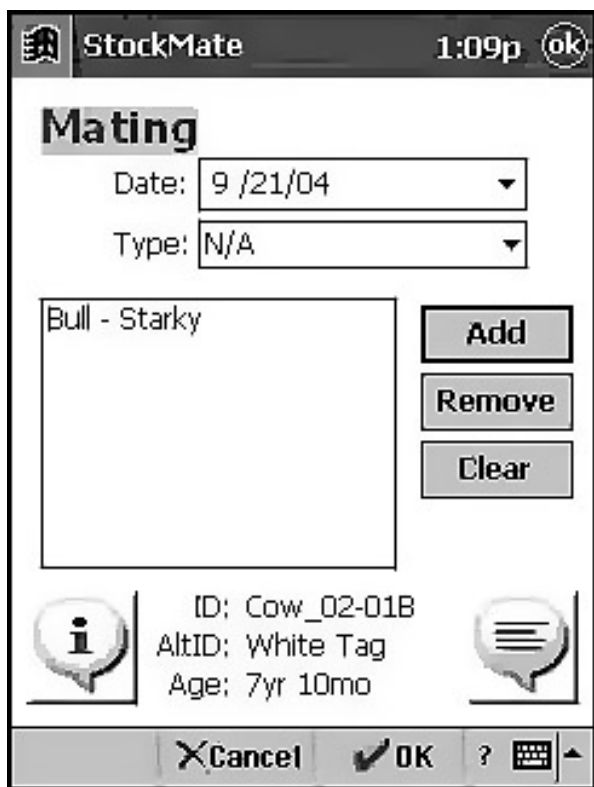 StockMate 1:09p ok
Mating
Date: 9 /21/04
Type: N/A
Bull - Starky
Add
Remove
Clear
i
ID: Cow_02-01B
AltID: White Tag
Age: 7yr 10mo
Cancel OK ?